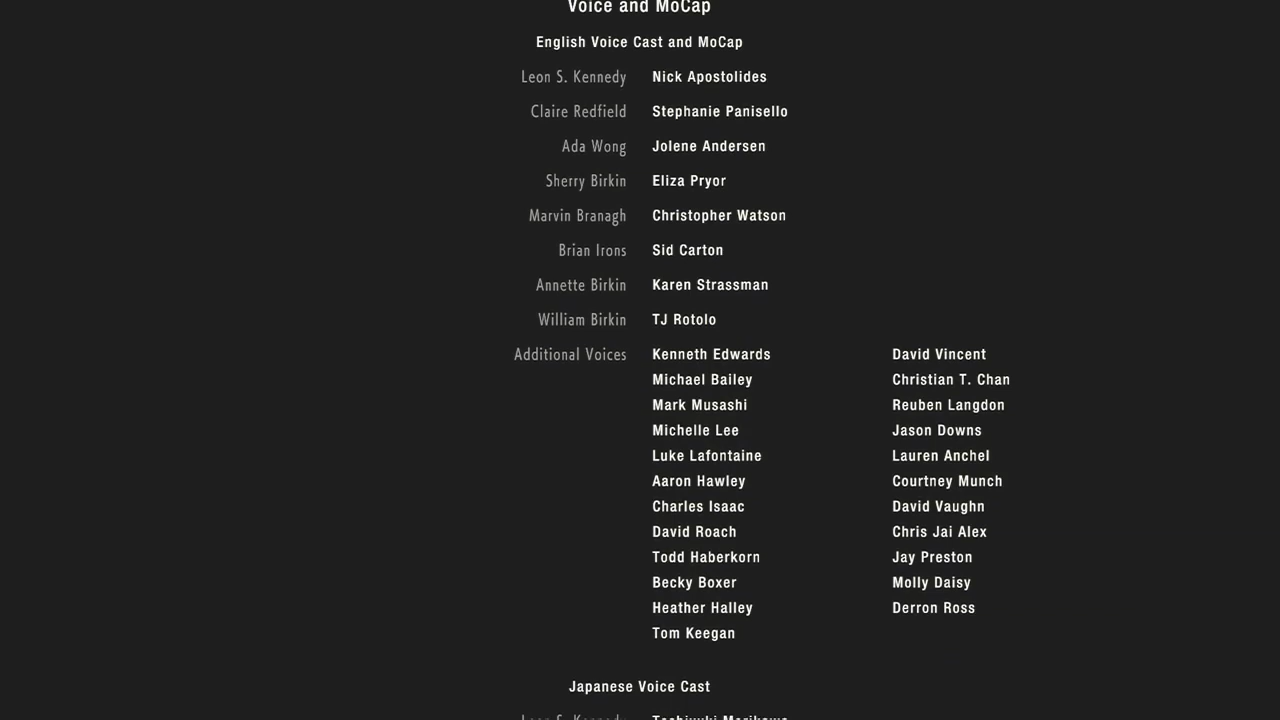 Voice and MoCap
English Voice Cast and MoCap
Leon S. Kennedy Nick Apostolides
Claire Redfield Stephanie Panisello
Ada Wong Jolene Andersen
Sherry Birkin Eliza Pryor
Marvin Branagh Christopher Watson
Brian Irons Sid Carton
Annette Birkin Karen Strassman
William Birkin TJ Rotolo
Additional Voices Kenneth Edwards David Vincent
Michael Bailey Christian T. Chan
Mark Musashi Reuben Langdon
Michelle Lee Jason Downs
Luke Lafontaine Lauren Anchel
Aaron Hawley Courtney Munch
Charles Isaac David Vaughn
David Roach Chris Jai Alex
Todd Haberkorn Jay Preston
Becky Boxer Molly Daisy
Heather Halley Derron Ross
Tom Keegan
Japanese Voice Cast
Leon S. Kennedy